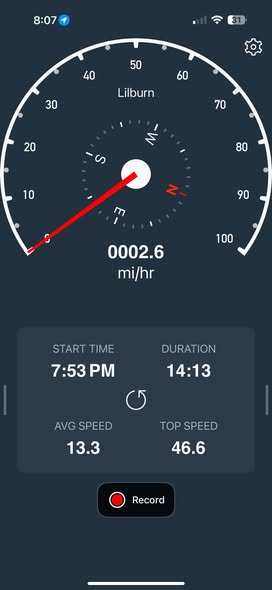 8:07
31
50
40
60
Lilburn
30
70
W
20
80
S
N
10
90
E
0
100
0002.6
mi/hr
START TIME
DURATION
7:53 PM
14:13
AVG SPEED
TOP SPEED
13.3
46.6
Record